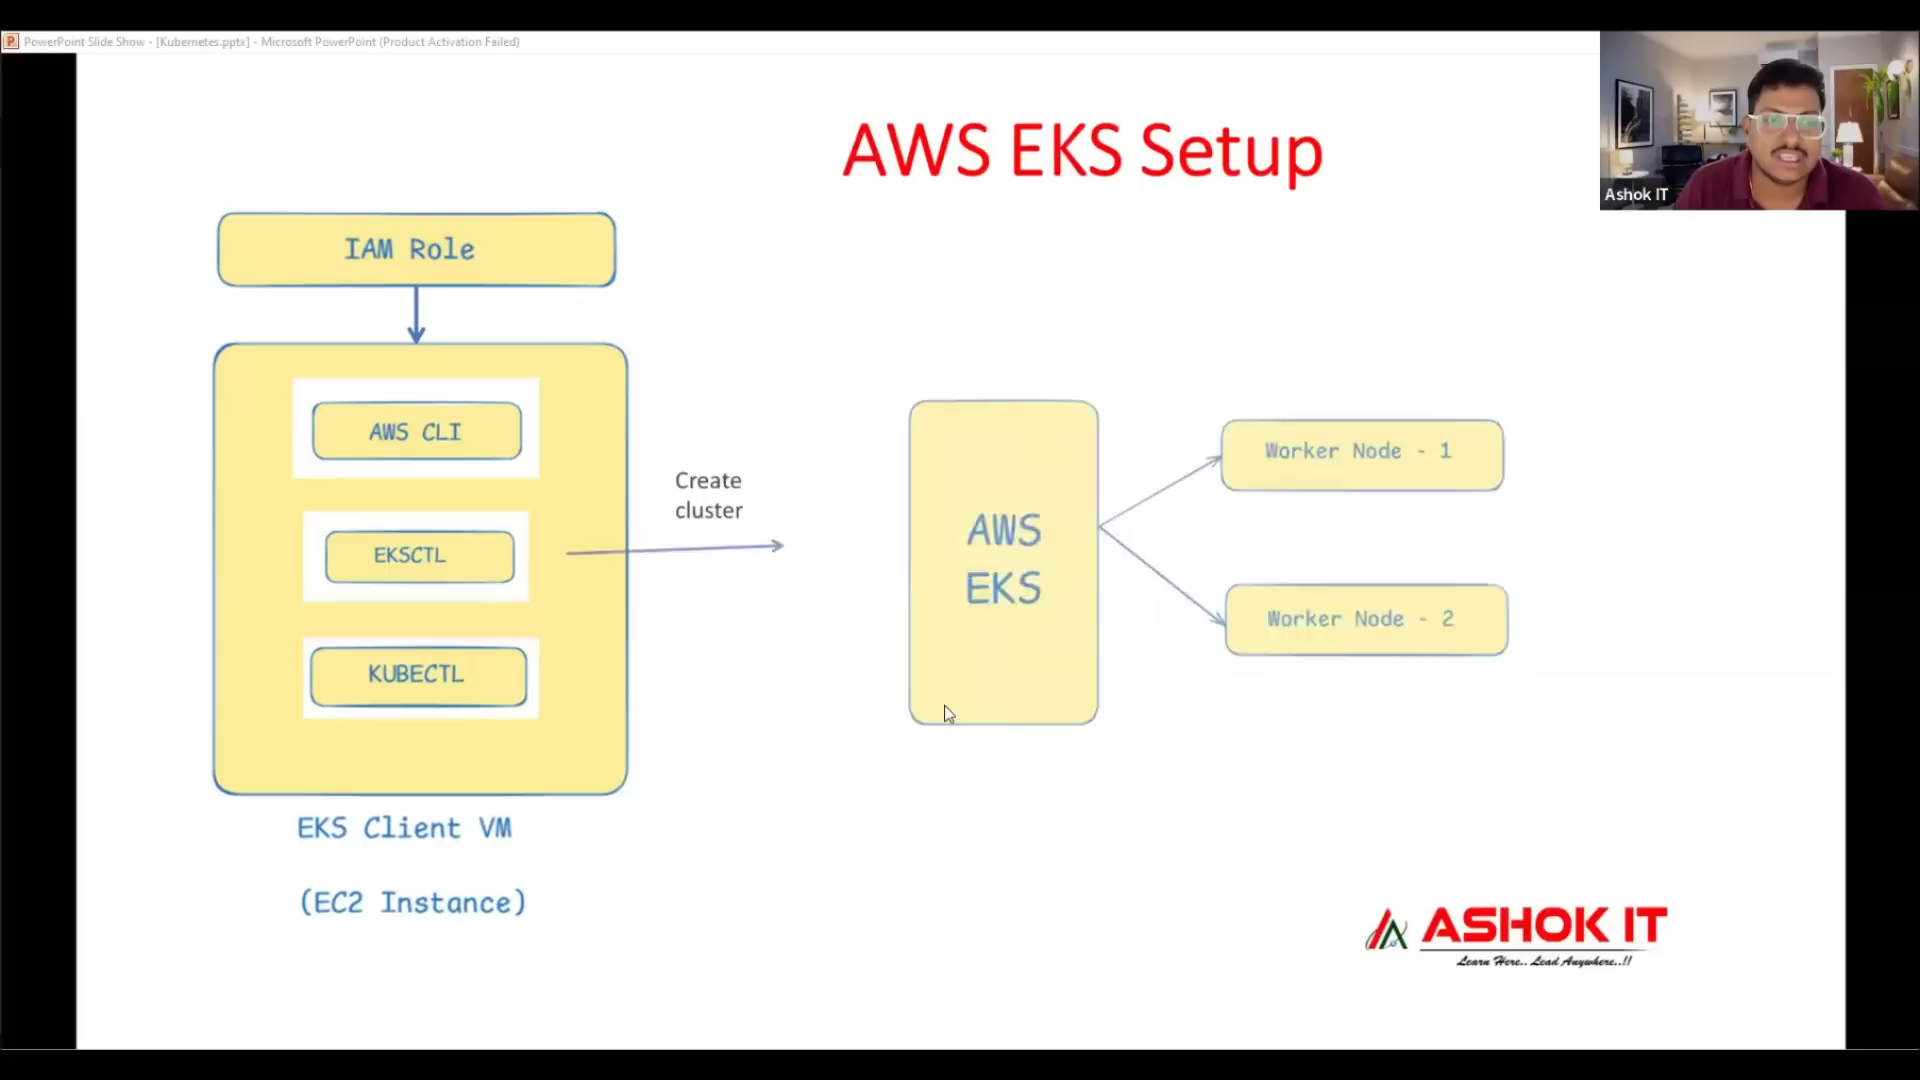 PowerPoint Slide Show - [Kubernetes.pptx] - Microsoft PowerPoint (Product Activation Failed)
Ashok IT
AWS EKS Setup
IAM Role
AWS CLI
EKSCTL
KUBECTL
EKS Client VM
(EC2 Instance)
Create
cluster
AWS
EKS
Worker Node - 1
Worker Node - 2
ASHOK IT
Learn Here.. Lead Anywhere..!!